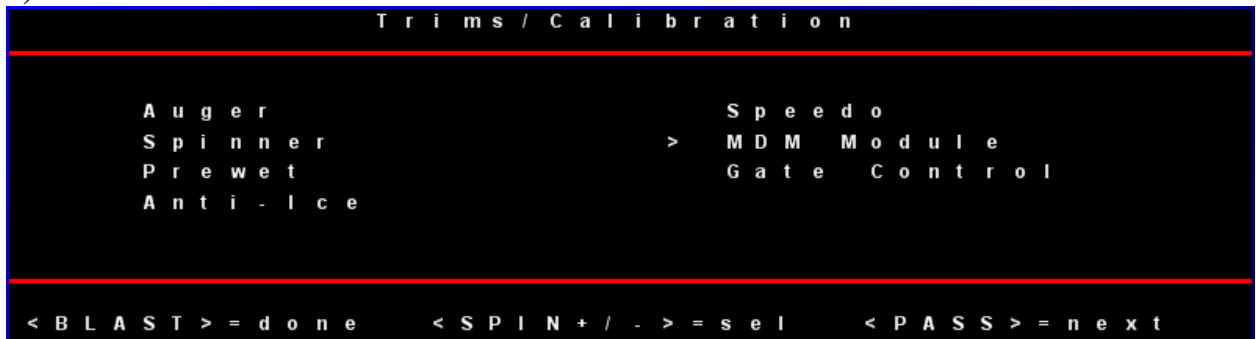 Trims/Calibration
Auger Speedo
Spinner > MDM Module
Prewet Gate Control
Anti-Ice
<BLAST>=done <SPIN+/->=sel <PASS>=next